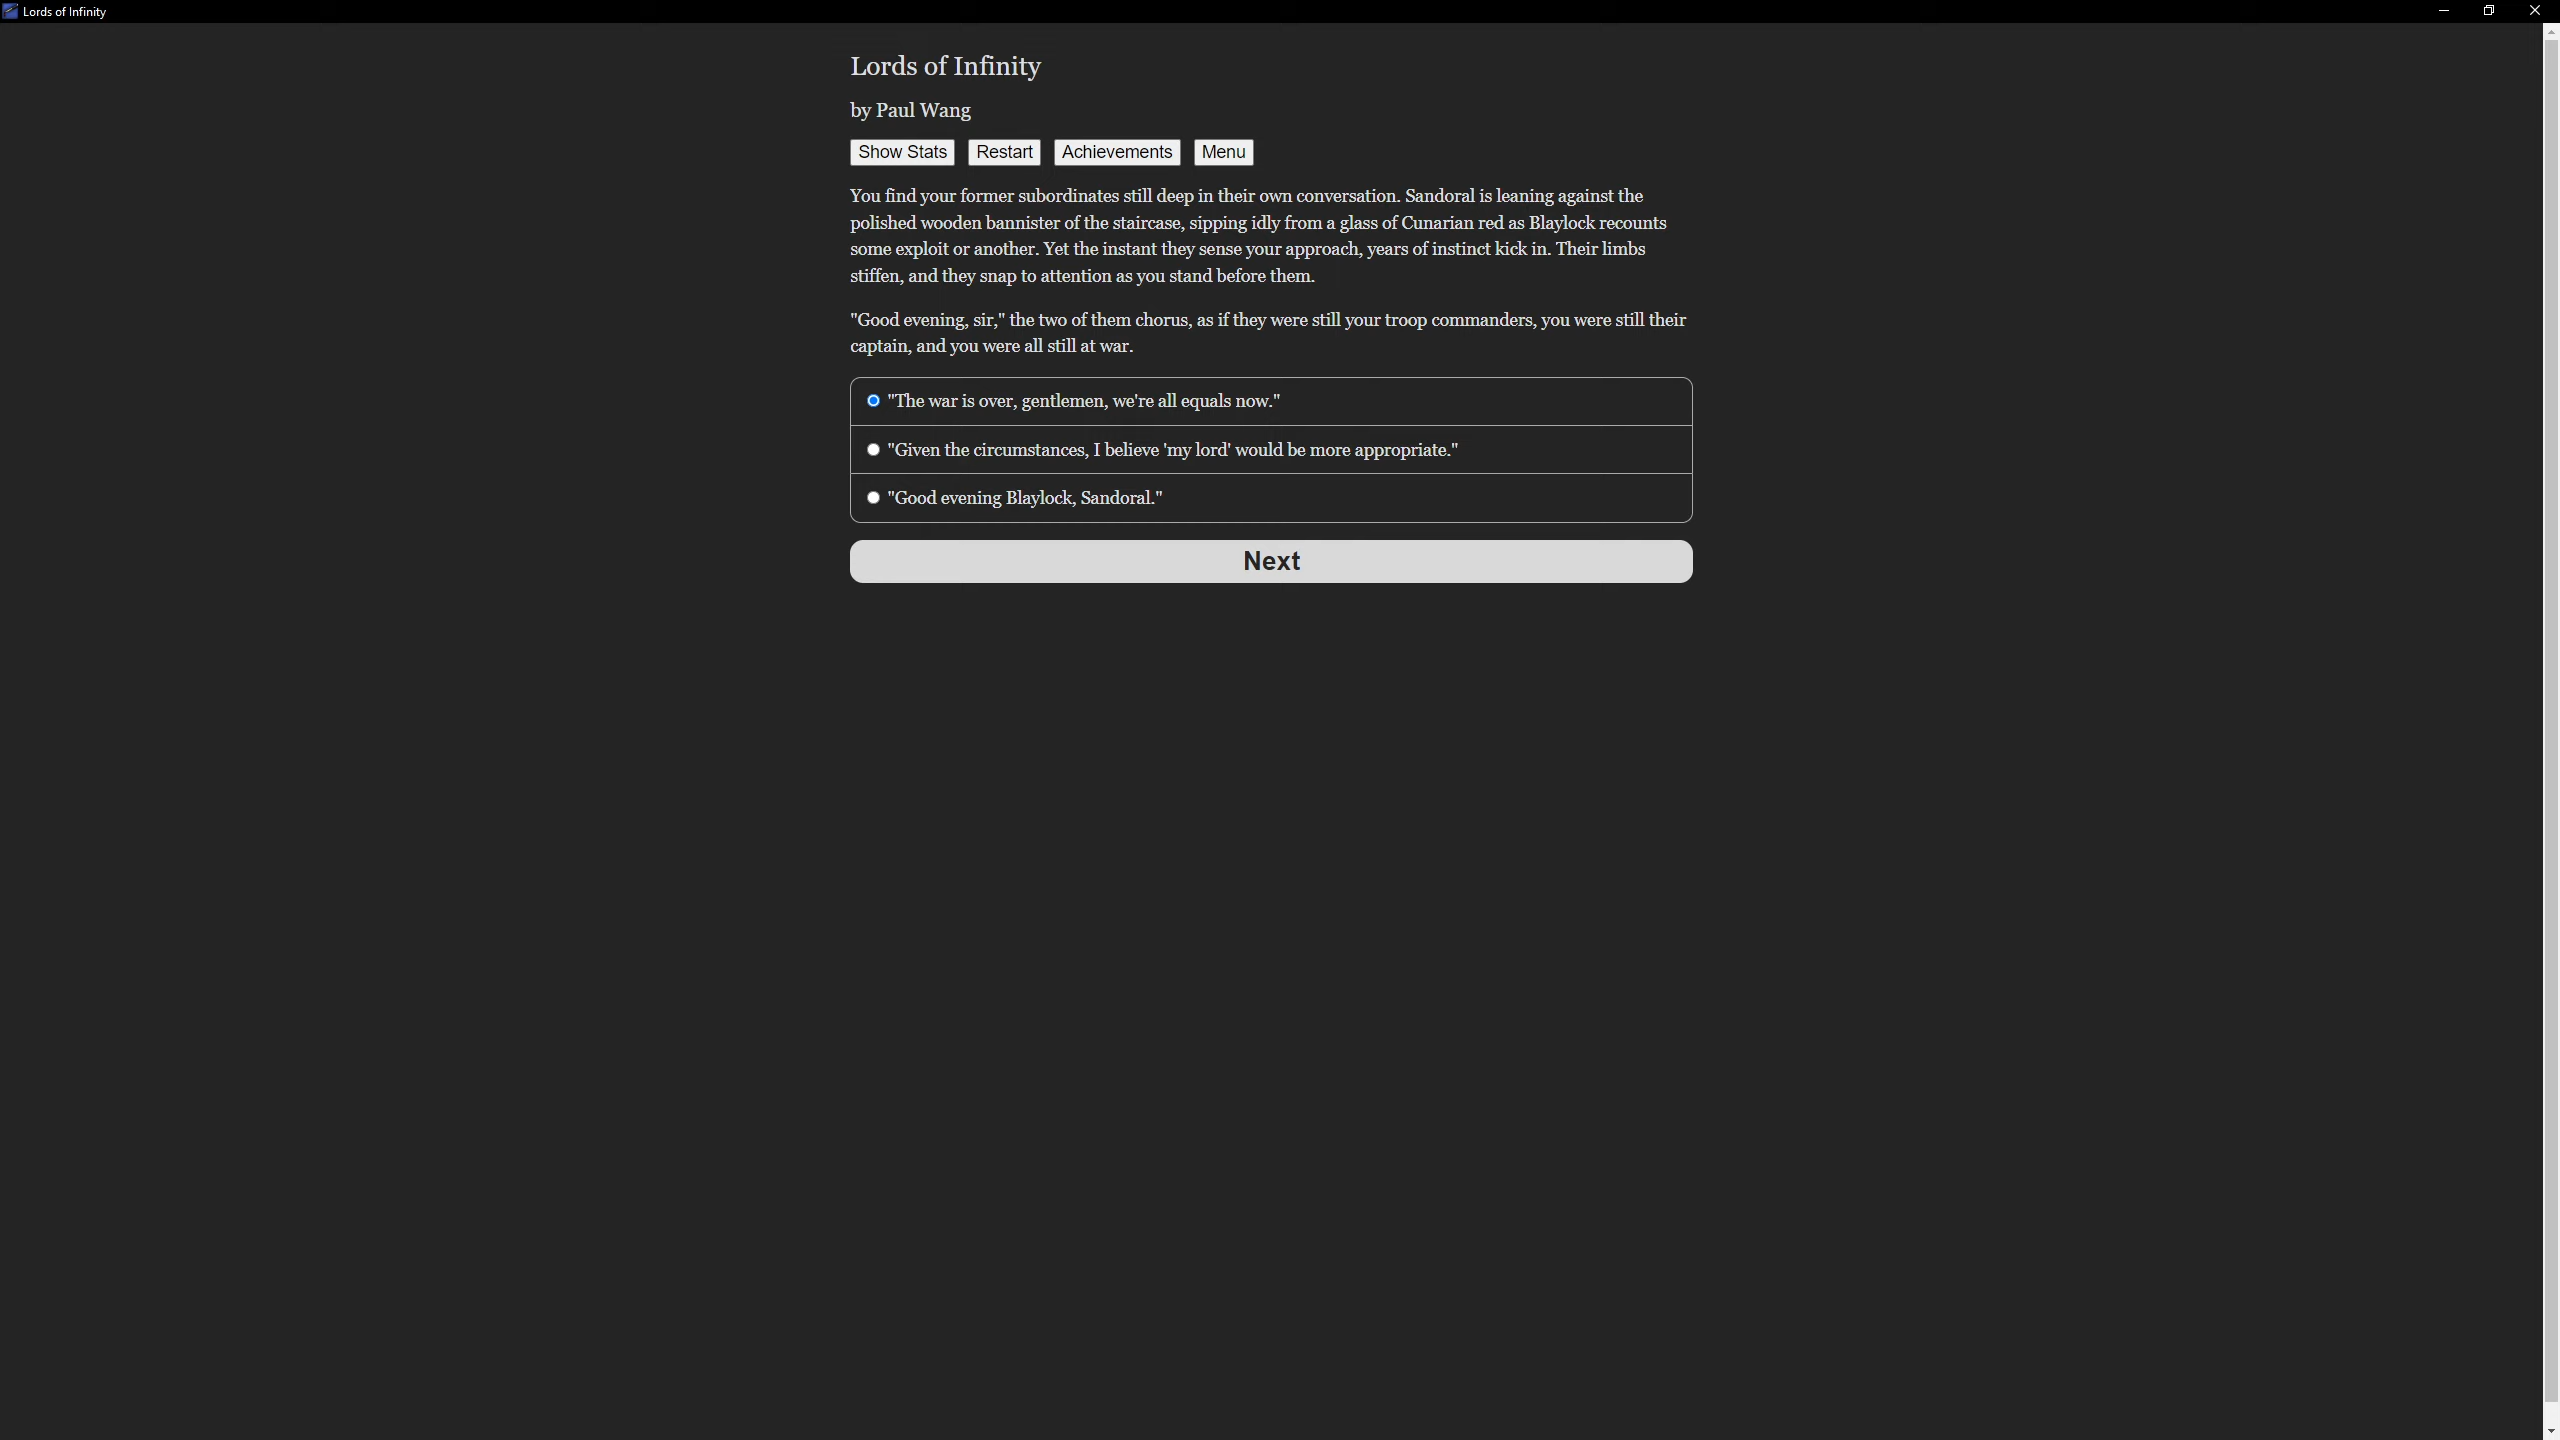 Lords of Infinity
Lords of Infinity
by Paul Wang
Show Stats Restart Achievements Menu
You find your former subordinates still deep in their own conversation. Sandoral is leaning against the
polished wooden bannister of the staircase, sipping idly from a glass of Cunarian red as Blaylock recounts
some exploit or another. Yet the instant they sense your approach, years of instinct kick in. Their limbs
stiffen, and they snap to attention as you stand before them.
"Good evening, sir," the two of them chorus, as if they were still your troop commanders, you were still their
captain, and you were all still at war.
"The war is over, gentlemen, we're all equals now."
"Given the circumstances, I believe 'my lord' would be more appropriate."
"Good evening Blaylock, Sandoral."
Next